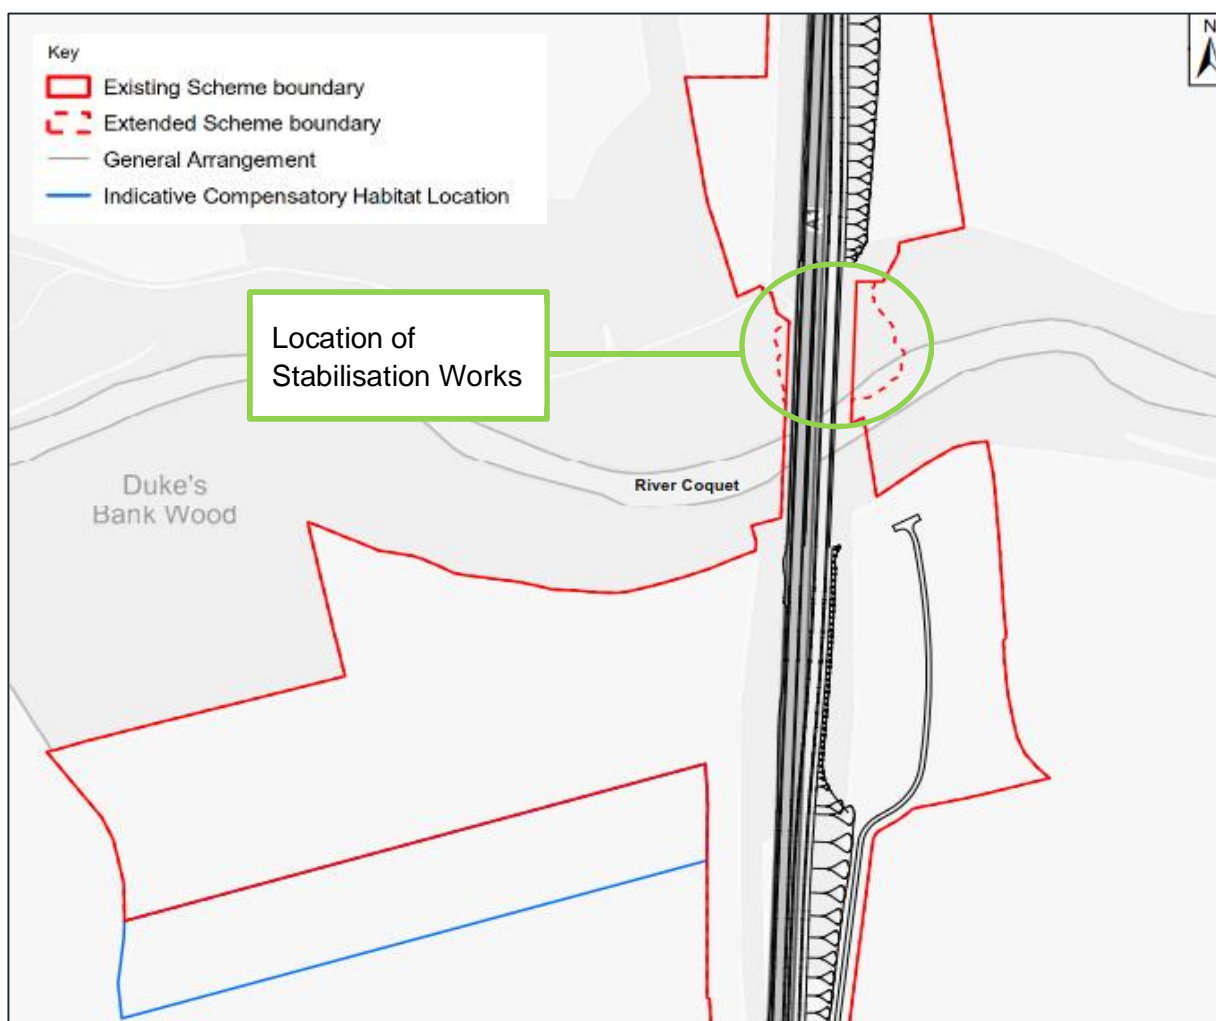 Key
Existing Scheme boundary
Extended Scheme boundary
General Arrangement
Indicative Compensatory Habitat Location
N
A1
Location of
Stabilisation Works
River Coquet
Duke's
Bank Wood